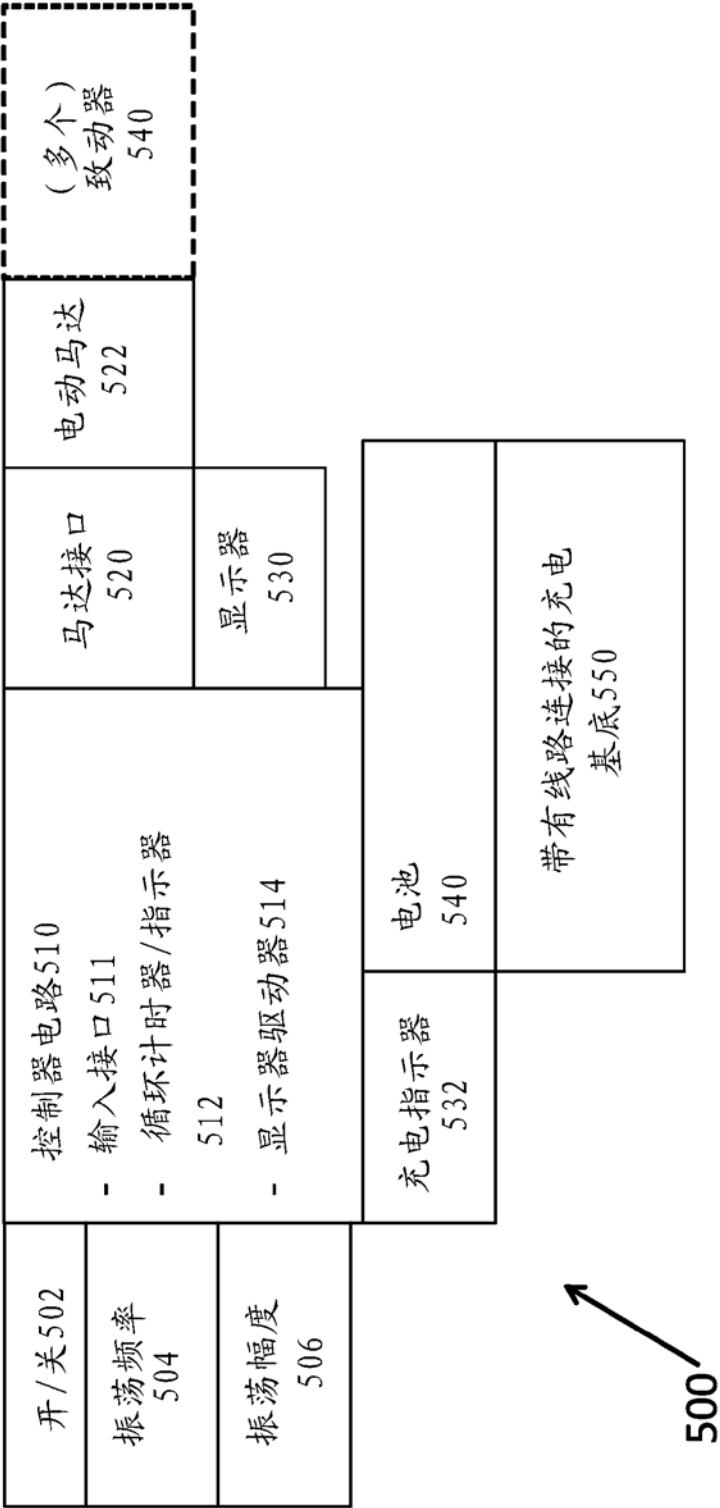 开/关502
振荡频率
504
振荡幅度
506
控制器电路510
- 输入接口511
- 循环计时器/指示器
512
- 显示器驱动器514
马达接口
520
电动马达
522
(多个)
致动器
540
显示器
530
充电指示器
532
电池
540
带有线路连接的充电
基底550
500